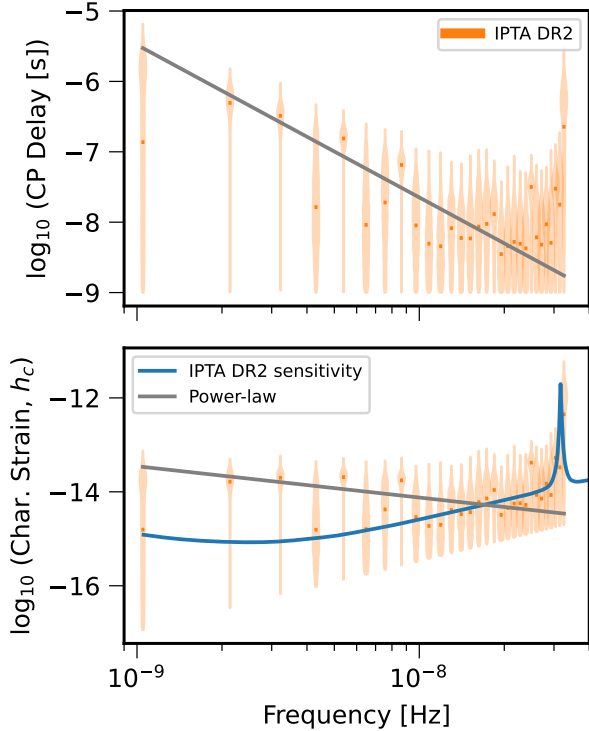 −5
−6
−7
−8
−9
log₁₀ (CP Delay [s])
IPTA DR2
−12
−14
−16
log₁₀ (Char. Strain, h_c)
IPTA DR2 sensitivity
Power-law
10⁻⁹
10⁻⁸
Frequency [Hz]